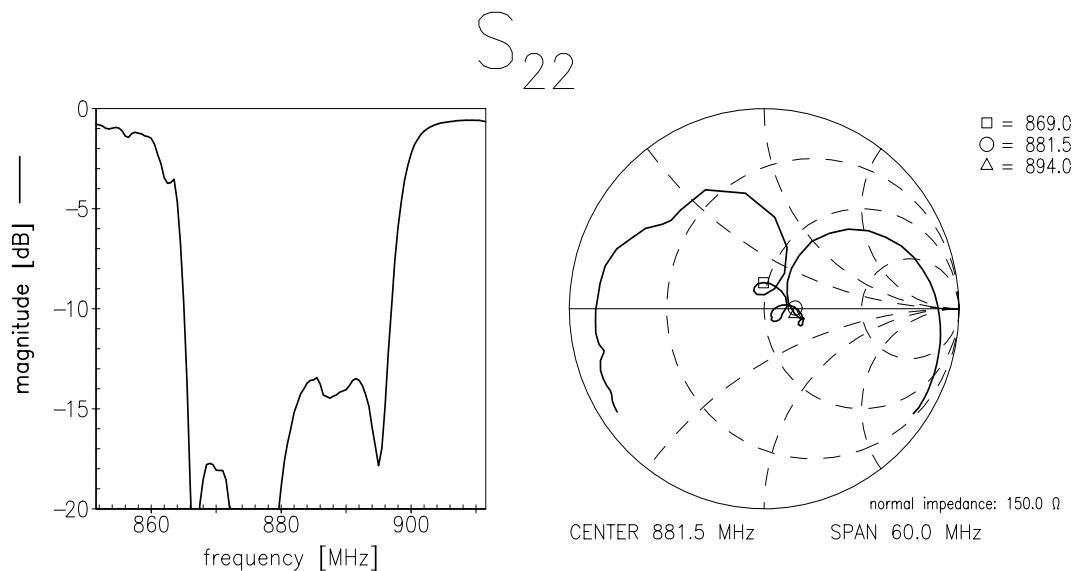 S22
0
−5
−10
−15
−20
magnitude [dB]
860
880
900
frequency [MHz]
□ = 869.0
○ = 881.5
△ = 894.0
normal impedance: 150.0 Ω
CENTER 881.5 MHz
SPAN 60.0 MHz